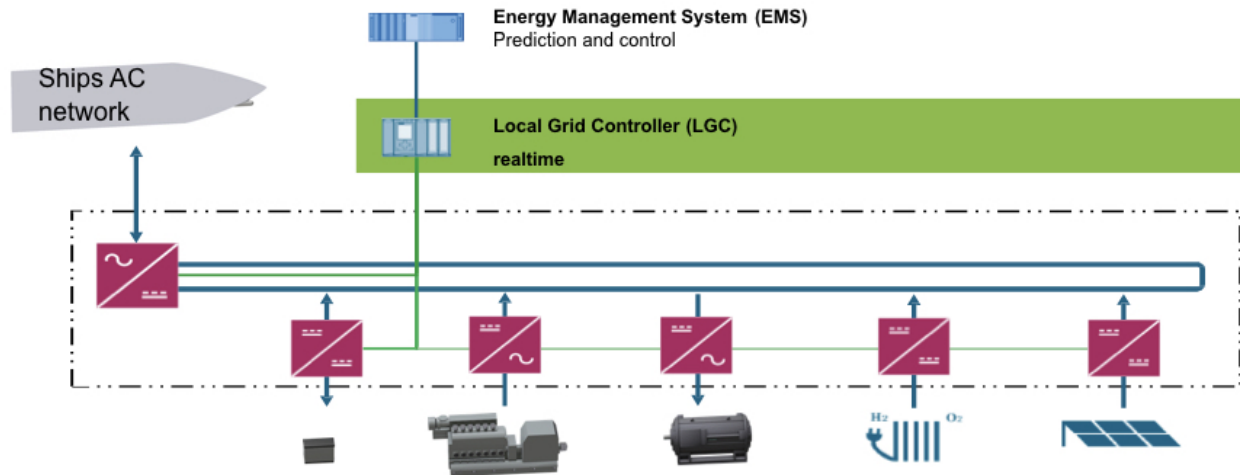 Energy Management System (EMS)
Prediction and control
Ships AC
network
Local Grid Controller (LGC)
realtime
H2
O2